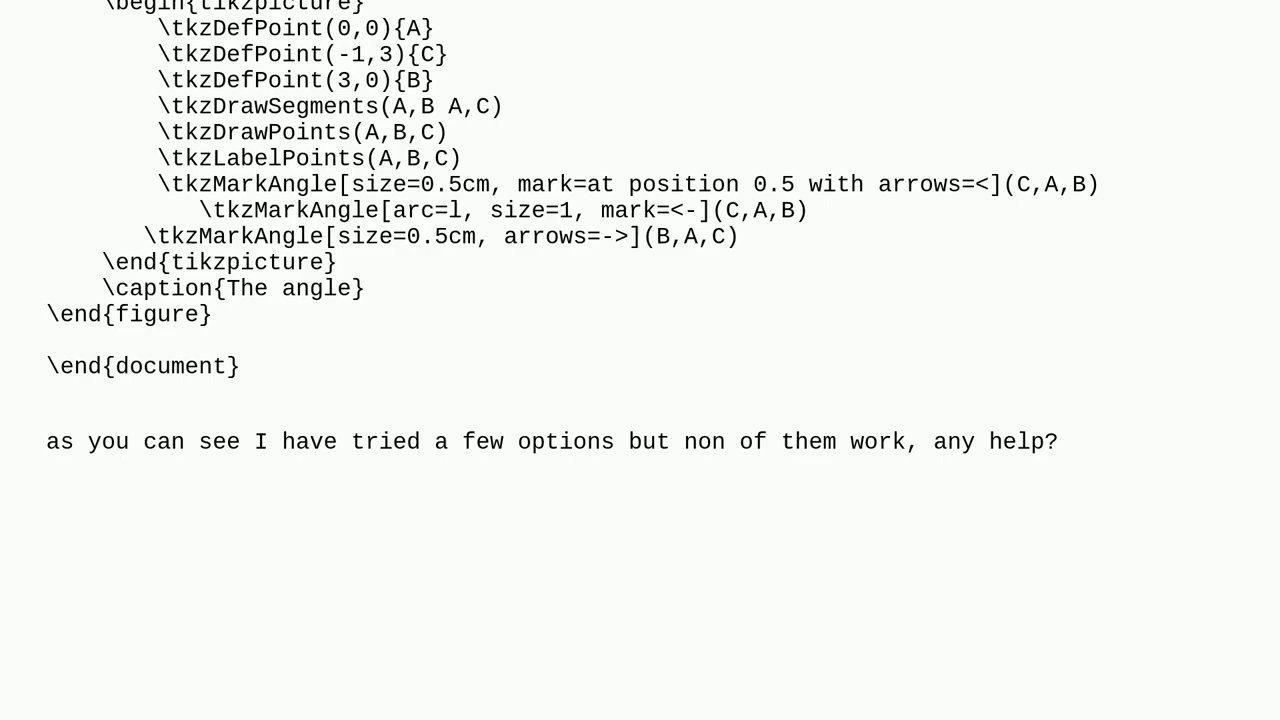 \begin{tikzpicture}
\tkzDefPoint(0,0){A}
\tkzDefPoint(-1,3){C}
\tkzDefPoint(3,0){B}
\tkzDrawSegments(A,B A,C)
\tkzDrawPoints(A,B,C)
\tkzLabelPoints(A,B,C)
\tkzMarkAngle[size=0.5cm, mark=at position 0.5 with arrows=<](C,A,B)
\tkzMarkAngle[arc=l, size=1, mark=<-](C,A,B)
\tkzMarkAngle[size=0.5cm, arrows=->](B,A,C)
\end{tikzpicture}
\caption{The angle}
\end{figure}
\end{document}
as you can see I have tried a few options but non of them work, any help?